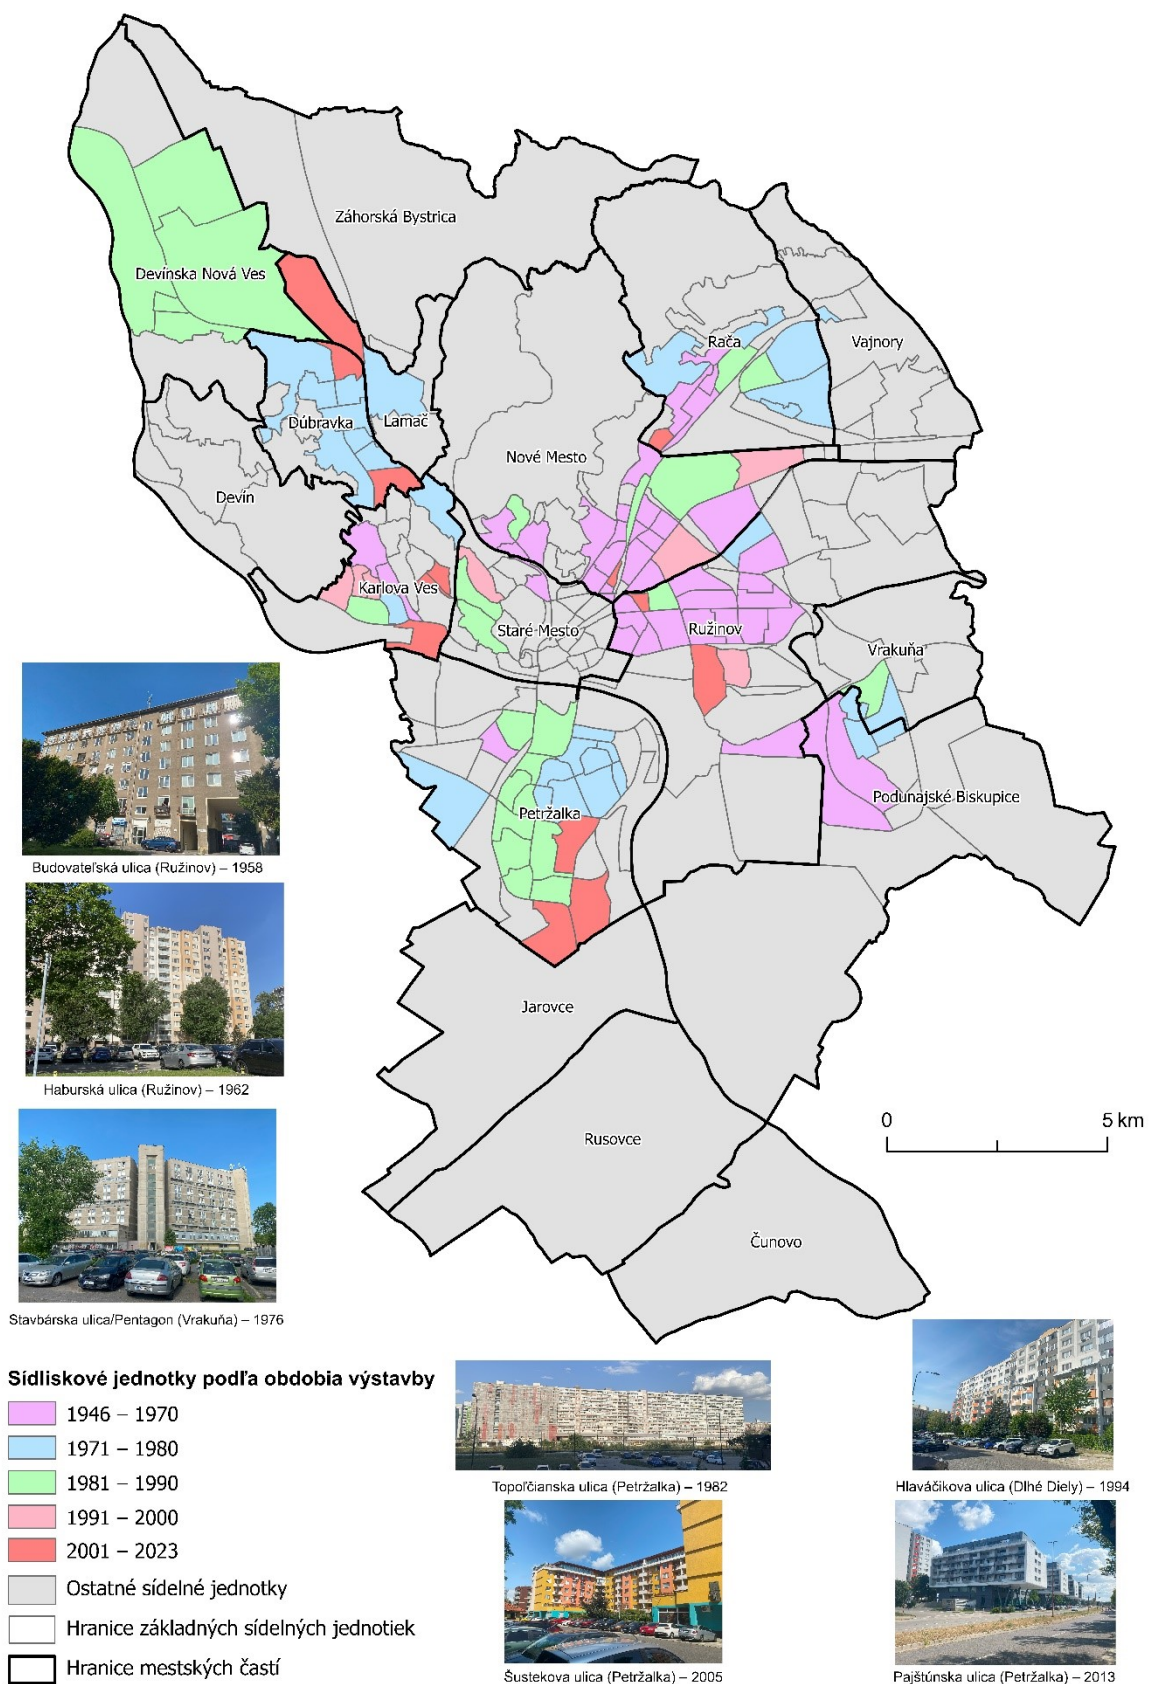 Záhorská Bystrica
Devínska Nová Ves
Rača
Vajnory
Dúbravka
Lamač
Nové Mesto
Devín
Karlova Ves
Staré Mesto
Ružinov
Vrakuňa
Podunajské Biskupice
Petržalka
Jarovce
Rusovce
Čunovo
0 5 km
Budovateľská ulica (Ružinov) – 1958
Haburská ulica (Ružinov) – 1962
Stavbárska ulica/Pentagon (Vrakuňa) – 1976
Sídliskové jednotky podľa obdobia výstavby
1946 – 1970
1971 – 1980
1981 – 1990
1991 – 2000
2001 – 2023
Ostatné sídelné jednotky
Hranice základných sídelných jednotiek
Hranice mestských častí
Topoľčianska ulica (Petržalka) – 1982
Hlaváčikova ulica (Dlhé Diely) – 1994
Šustekova ulica (Petržalka) – 2005
Pajštúnska ulica (Petržalka) – 2013